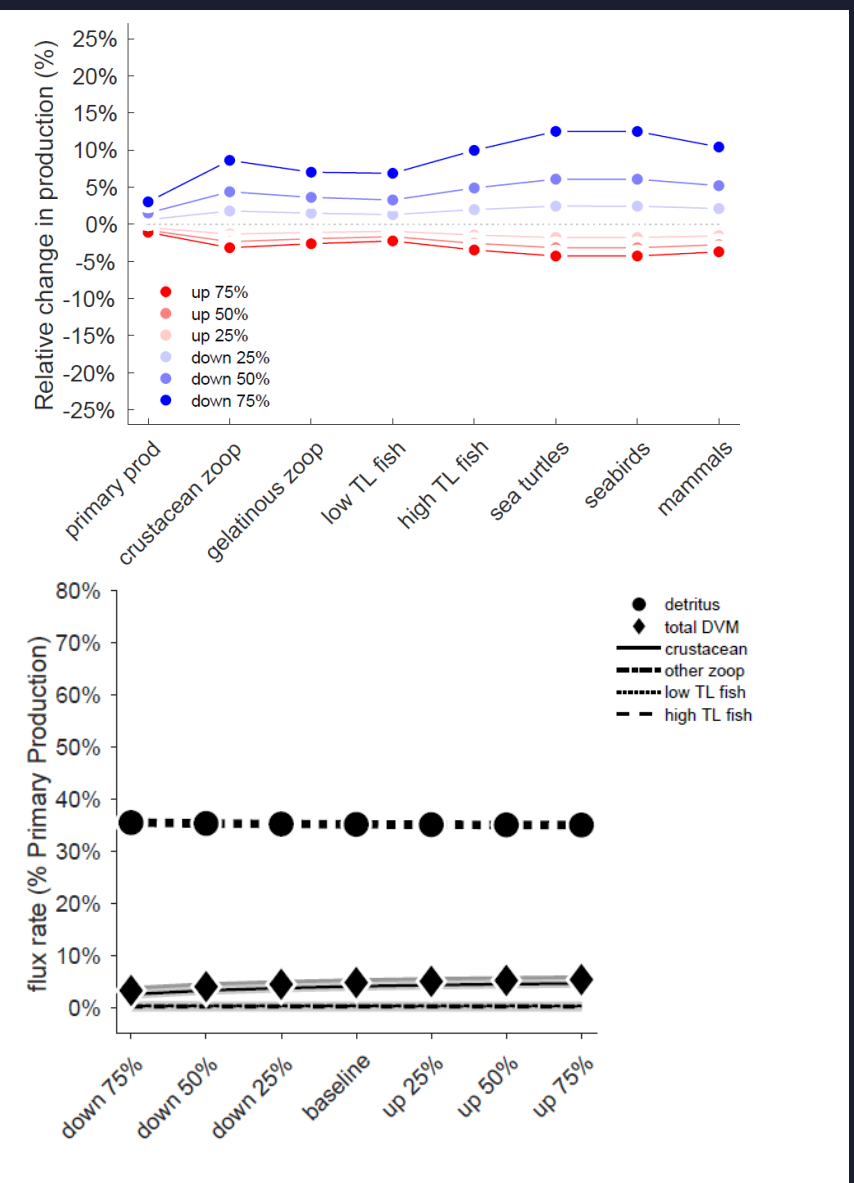 Relative change in production (%)
25%
20%
15%
10%
5%
0%
-5%
-10%
-15%
-20%
-25%
up 75%
up 50%
up 25%
down 25%
down 50%
down 75%
primary prod
crustacean zoop
gelatinous zoop
low TL fish
high TL fish
sea turtles
seabirds
mammals
flux rate (% Primary Production)
80%
70%
60%
50%
40%
30%
20%
10%
0%
detritus
total DVM
crustacean
other zoop
low TL fish
high TL fish
down 75%
down 50%
down 25%
baseline
up 25%
up 50%
up 75%